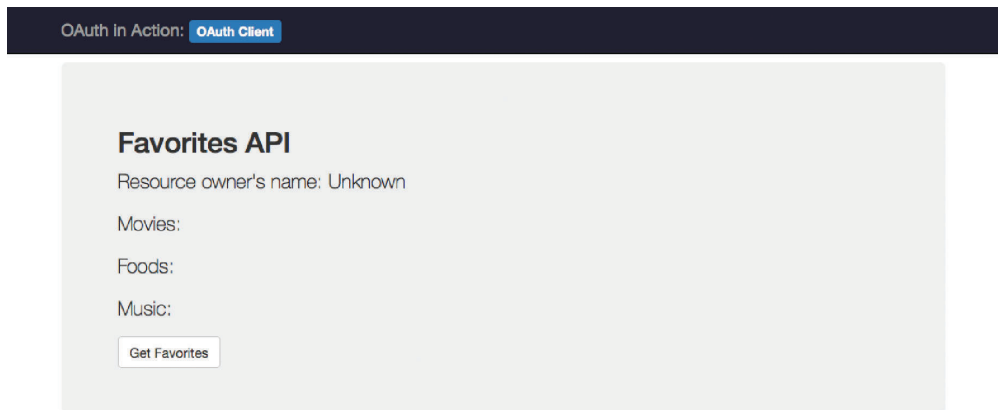 OAuth in Action: OAuth Client
Favorites API
Resource owner's name: Unknown
Movies:
Foods:
Music:
Get Favorites